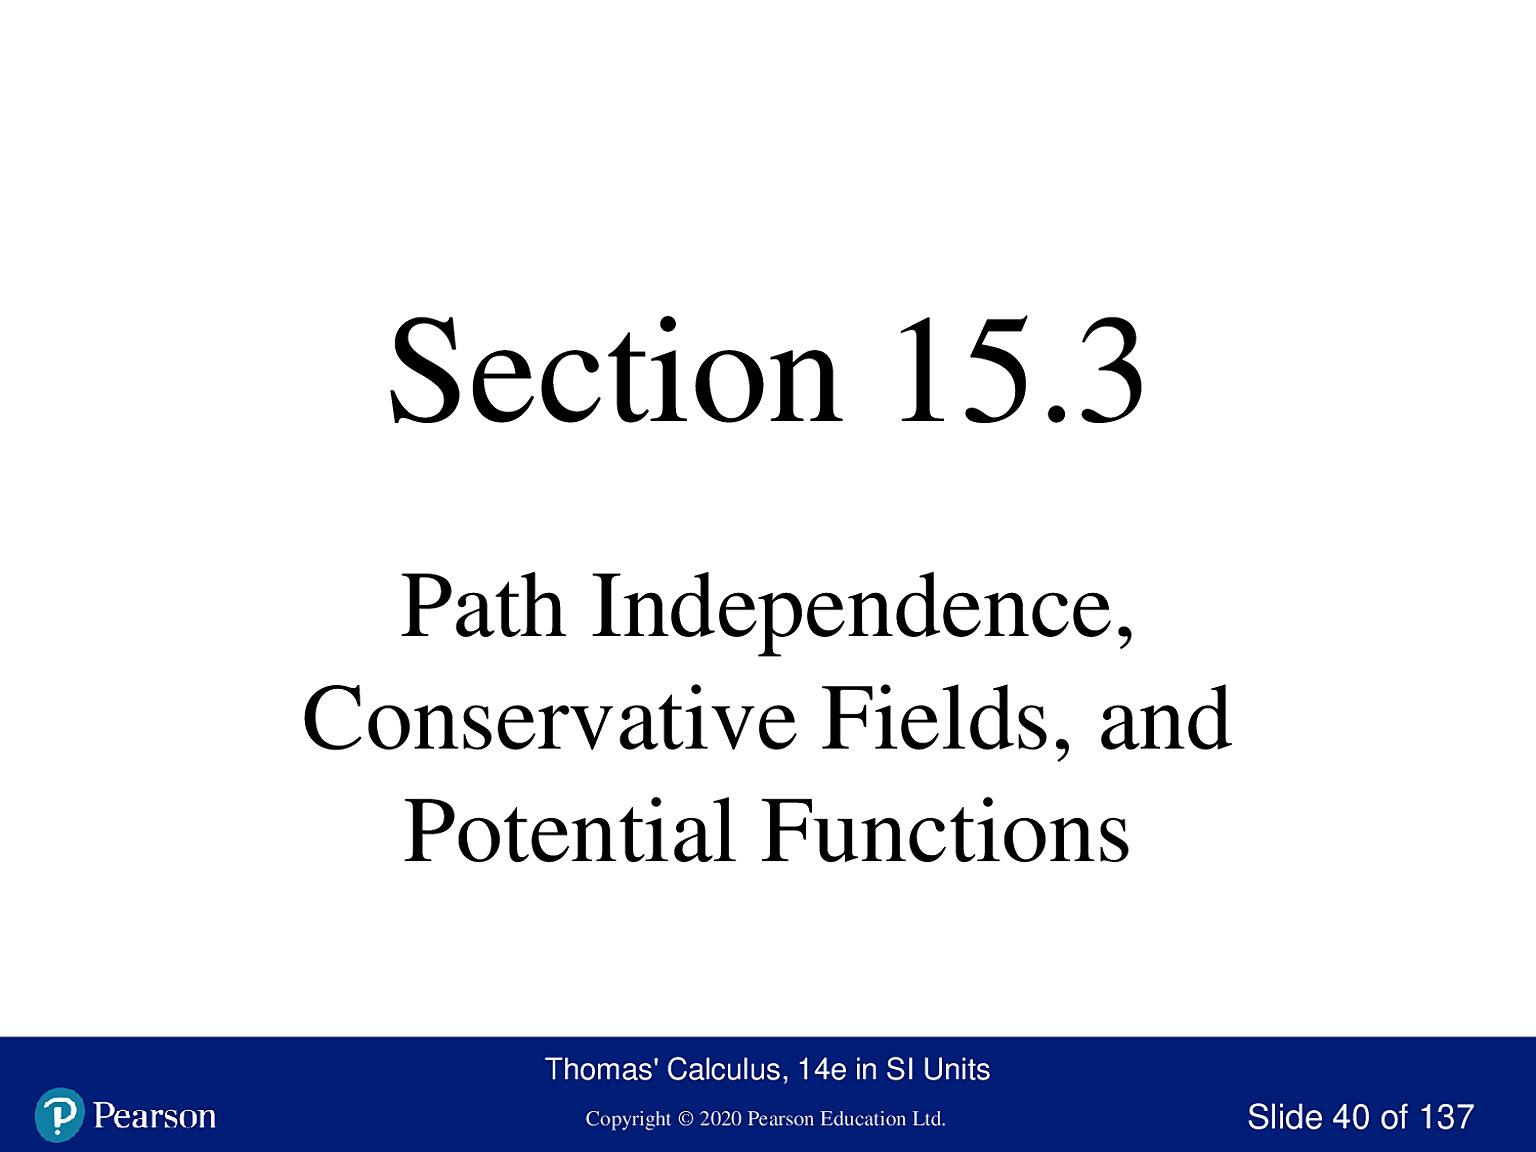 Section 15.3
Path Independence,
Conservative Fields, and
Potential Functions
Thomas' Calculus, 14e in SI Units
Pearson
Copyright © 2020 Pearson Education Ltd.
Slide 40 of 137